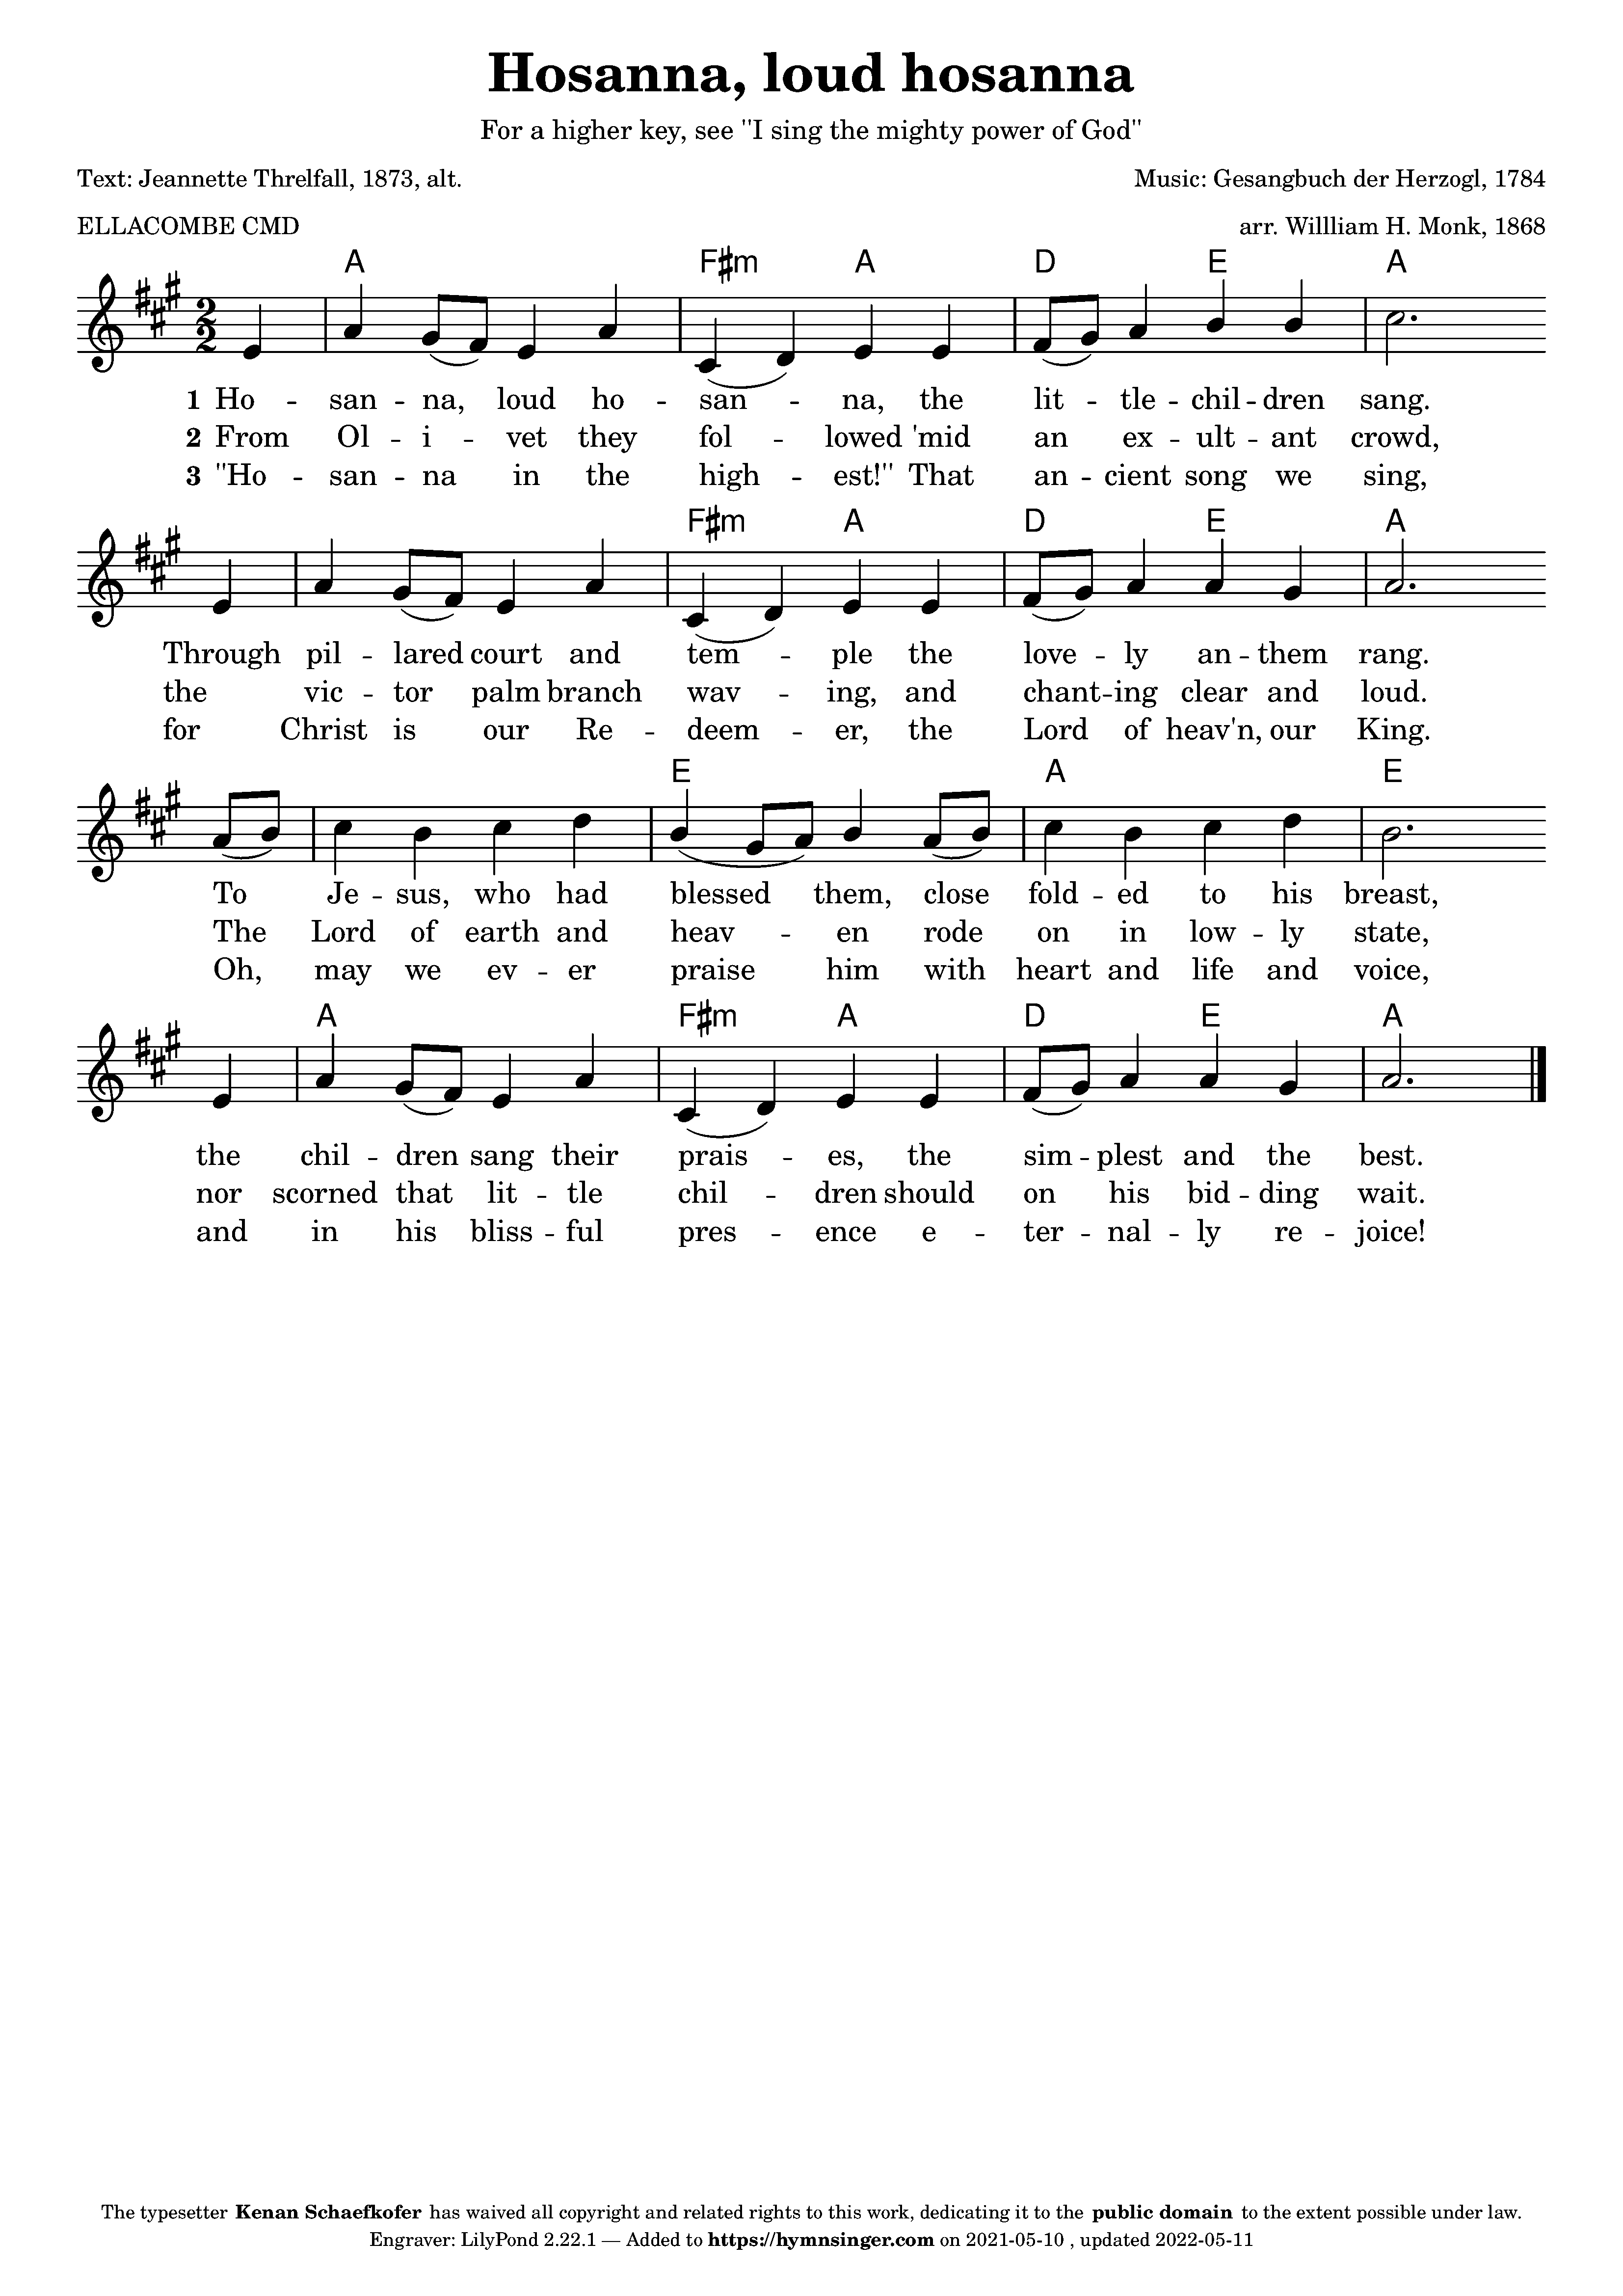 Hosanna, loud hosanna
For a higher key, see "I sing the mighty power of God"
Text: Jeannette Threlfall, 1873, alt.
Music: Gesangbuch der Herzogl, 1784
ELLACOMBE CMD
arr. Willliam H. Monk, 1868
A F♯m A D E A
1 Ho -- san -- na, loud ho -- san -- na, the lit -- tle -- chil -- dren sang.
2 From Ol -- i -- vet they fol -- lowed 'mid an ex -- ult -- ant crowd,
3 "Ho -- san -- na in the high -- est!" That an -- cient song we sing,
F♯m A D E A
Through pil -- lared court and tem -- ple the love -- ly an -- them rang.
the vic -- tor palm branch wav -- ing, and chant -- ing clear and loud.
for Christ is our Re -- deem -- er, the Lord of heav'n, our King.
E A E
To Je -- sus, who had blessed them, close fold -- ed to his breast,
The Lord of earth and heav -- en rode on in low -- ly state,
Oh, may we ev -- er praise him with heart and life and voice,
A F♯m A D E A
the chil -- dren sang their prais -- es, the sim -- plest and the best.
nor scorned that lit -- tle chil -- dren should on his bid -- ding wait.
and in his bliss -- ful pres -- ence e -- ter -- nal -- ly re -- joice!
The typesetter Kenan Schaefkofer has waived all copyright and related rights to this work, dedicating it to the public domain to the extent possible under law.
Engraver: LilyPond 2.22.1 — Added to https://hymnsinger.com on 2021-05-10 , updated 2022-05-11